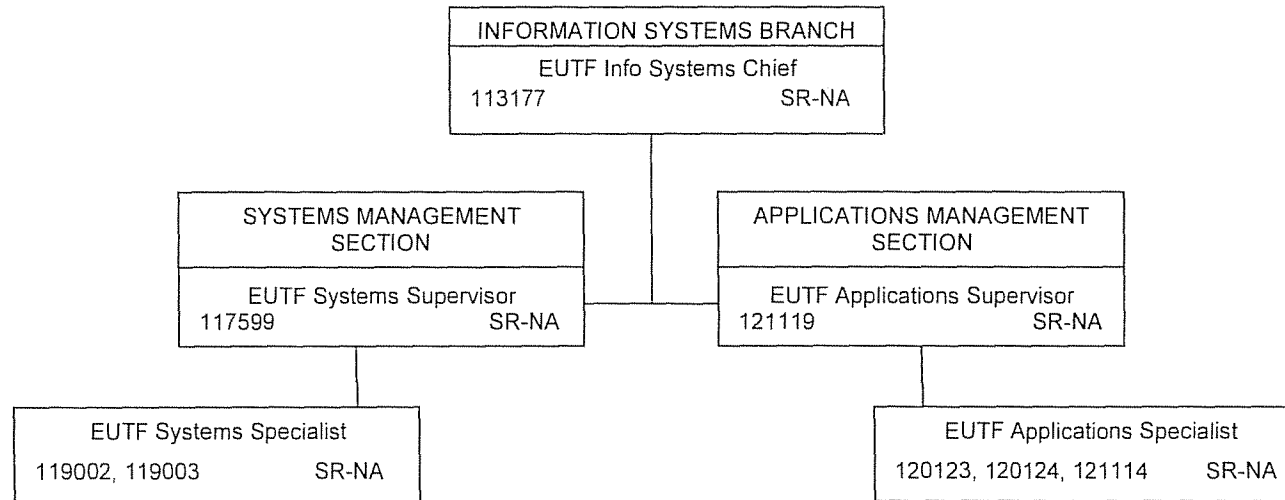 INFORMATION SYSTEMS BRANCH
EUTF Info Systems Chief
113177 SR-NA
SYSTEMS MANAGEMENT
SECTION
EUTF Systems Supervisor
117599 SR-NA
APPLICATIONS MANAGEMENT
SECTION
EUTF Applications Supervisor
121119 SR-NA
EUTF Systems Specialist
119002, 119003 SR-NA
EUTF Applications Specialist
120123, 120124, 121114 SR-NA